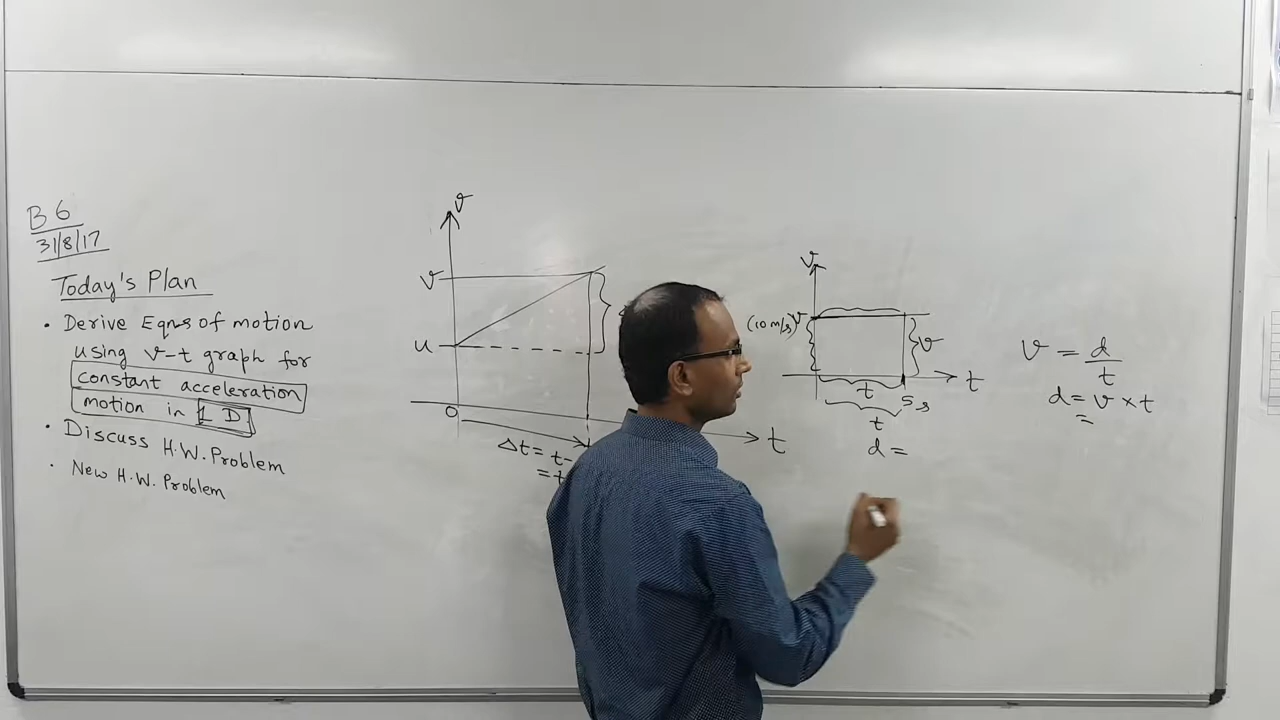 B 6
31/8/17
Today's Plan
• Derive Eqns of motion
using v-t graph for
constant acceleration
motion in 1 D
• Discuss H.W. Problem
• New H.W. Problem
v
v
u
0
t
Δt = t-
= t
v
(10 m/s) v
v
t
t
5 s
t
d =
v = d/t
d = v × t